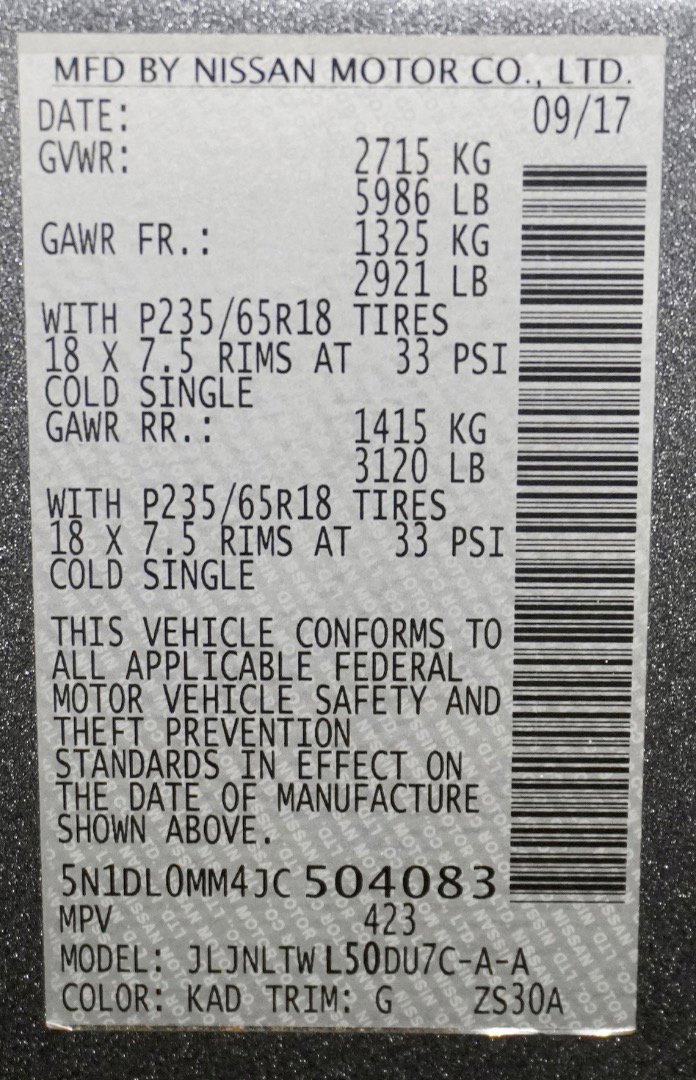 MFD BY NISSAN MOTOR CO., LTD.
DATE: 09/17
GVWR: 2715 KG
5986 LB
GAWR FR.: 1325 KG
2921 LB
WITH P235/65R18 TIRES
18 X 7.5 RIMS AT 33 PSI
COLD SINGLE
GAWR RR.: 1415 KG
3120 LB
WITH P235/65R18 TIRES
18 X 7.5 RIMS AT 33 PSI
COLD SINGLE
THIS VEHICLE CONFORMS TO
ALL APPLICABLE FEDERAL
MOTOR VEHICLE SAFETY AND
THEFT PREVENTION
STANDARDS IN EFFECT ON
THE DATE OF MANUFACTURE
SHOWN ABOVE.
5N1DL0MM4JC504083
MPV 423
MODEL: JLJNLTWL50DU7C-A-A
COLOR: KAD TRIM: G ZS30A